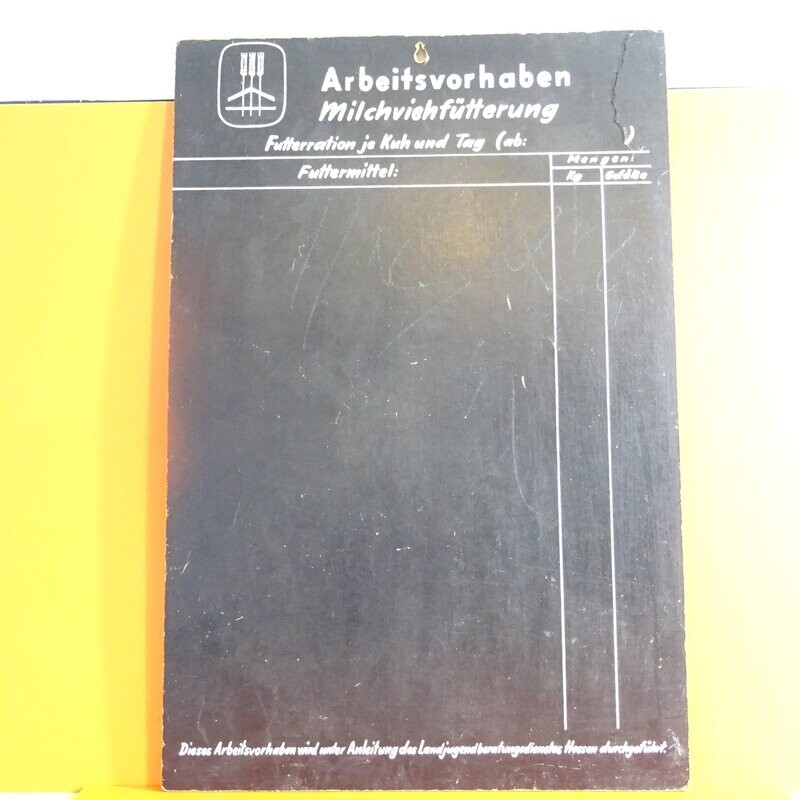 Arbeitsvorhaben
Milchviehfütterung
Futterration je Kuh und Tag (ab: )
Futtermittel:
Mengen:
Kg Gefäße
Dieses Arbeitsvorhaben wird unter Anleitung des Landjugendberatungsdienstes Hessen durchgeführt.